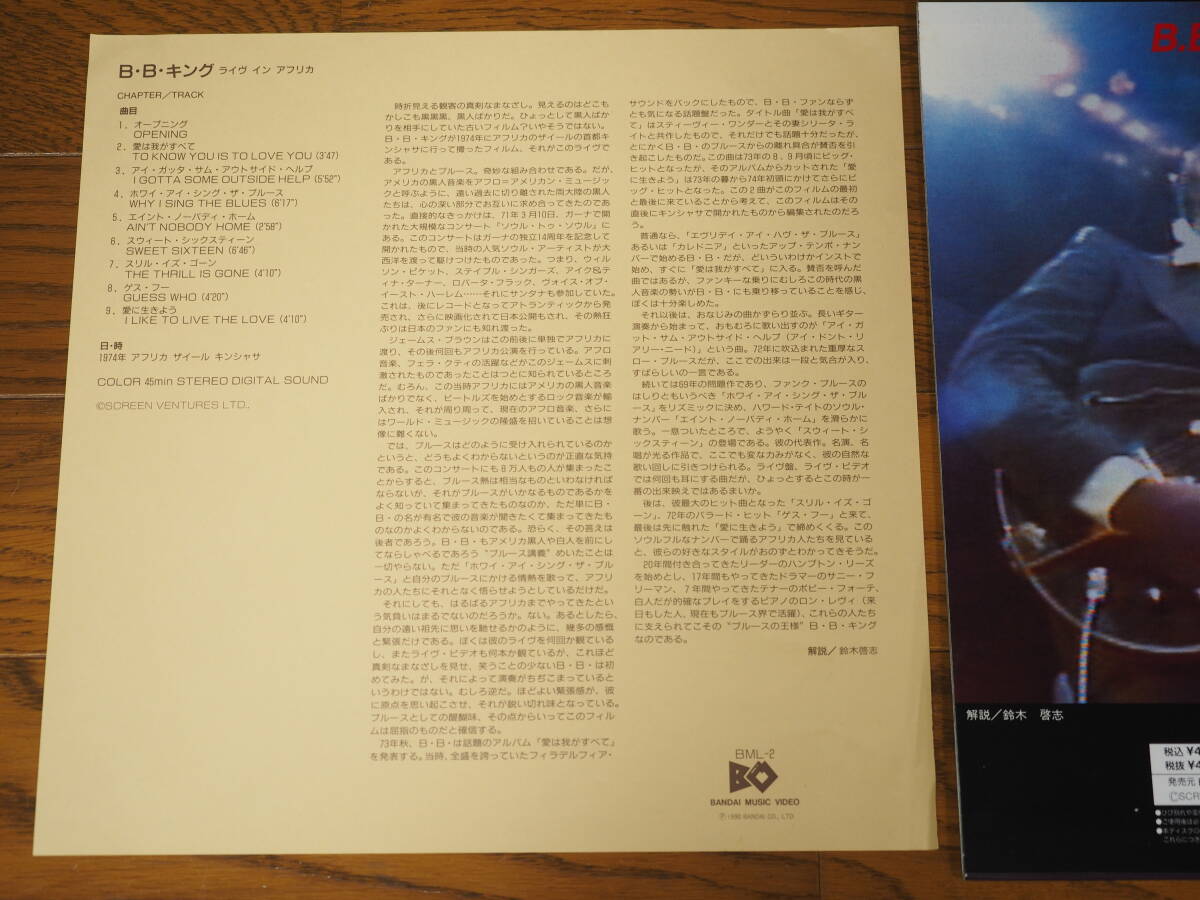 B・B・キング ライヴ イン アフリカ
CHAPTER/TRACK
曲目
1. オープニング
OPENING
2. 愛は我がすべて
TO KNOW YOU IS TO LOVE YOU (3'47)
3. アイ・ガッタ・サム・アウトサイド・ヘルプ
I GOTTA SOME OUTSIDE HELP (5'52")
4. ホワイ・アイ・シング・ザ・ブルース
WHY I SING THE BLUES (6'17")
5. エイント・ノーバディ・ホーム
AIN'T NOBODY HOME (2'58")
6. スウィート・シックスティーン
SWEET SIXTEEN (6'46")
7. スリル・イズ・ゴーン
THE THRILL IS GONE (4'10")
8. ゲス・フー
GUESS WHO (4'20")
9. 愛に生きよう
I LIKE TO LIVE THE LOVE (4'10")
日・時
1974年 アフリカ ザイール キンシャサ
COLOR 45min STEREO DIGITAL SOUND
©SCREEN VENTURES LTD.,
時折見える観客の真剣なまなざし。見えるのはどこも
かしこも黒黒黒、黒人ばかりだ。ひょっとして黒人ばか
りを相手にしていた古いフィルム?いやそうではない。
B・B・キングが1974年にアフリカのザイールの首都キ
ンシャサに行って撮ったフィルム、それがこのライヴで
ある。
アフリカとブルース。奇妙な組み合わせである。だが、
アメリカの黒人音楽をアフロ=アメリカン・ミュージッ
クと呼ぶように、遠い過去に切り離された両大陸の黒人
たちは、心の深い部分でお互いに求め合ってきたのであ
った。直接的なきっかけは、71年3月10日、ガーナで開
かれた大規模なコンサート「ソウル・トゥ・ソウル」に
ある。このコンサートはガーナの独立14周年を記念して
開かれたもので、当時の人気ソウル・アーティストが大
西洋を渡って駆けつけたものであった。つまり、ウィル
ソン・ピケット、ステイプル・シンガーズ、アイク&テ
ィナ・ターナー、ロバータ・フラック、ヴォイス・オブ・
イースト・ハーレム……それにサンタナも参加していた。
これは、後にレコードとなってアトランティックから発
売され、さらに映画化されて日本公開もされ、その熱狂
ぶりは日本のファンにも知れ渡った。
ジェームス・ブラウンはこの前後に単独でアフリカに
渡り、その後何回もアフリカ公演を行っている。アフロ
音楽、フェラ・クティの活躍などかこのジェームスに刺
激されたものであったことはつとに知られているところ
だ。むろん、この当時アフリカにはアメリカの黒人音楽
ばかりでなく、ビートルズを始めとするロック音楽が輸
入され、それが周り周って、現在のアフロ音楽、さらに
はワールド・ミュージックの隆盛を招いていることは想
像に難くない。
では、ブルースはどのように受け入れられているのか
というと、どうもよくわからないというのが正直な気持
である。このコンサートにも8万人もの人が集まったこ
とからすると、ブルース熱は相当なものといわなければ
ならないが、それかブルースがいかなるものであるかを
よく知っていて集まってきたものなのか、ただ単にB・
B・の名が有名で彼の音楽が聞きたくて集まってきたも
のなのかよくわからないのである。恐らく、その答えは
後者であろう。B・B・もアメリカ黒人や白人を前にし
てならしゃべるであろう"ブルース講義"めいたことは
一切やらない。ただ「ホワイ・アイ・シング・ザ・ブル
ース」と自分のブルースにかける情熱を歌って、アフリ
カの人たちにそれとなく悟らせようとしているだけだ。
それにしても、はるばるアフリカまでやってきたとい
う気負いはまるでないのだろうか。ない。あるとしたら、
自分の遠い祖先に思いを馳せるかのように、幾多の感慨
と緊張だけである。ぼくは彼のライヴを何回か観ている
し、またライヴ・ビデオも何本か観ているが、これほど
真剣なまなざしを見せ、笑うことの少ないB・B・は初
めてみた。が、それによって演奏がちぢこまっていると
いうわけではない。むしろ逆だ。ほどよい緊張感が、彼
に原点を思い起こさせ、それが鋭い切れ味となっている。
ブルースとしての醍醐味、その点からいってこのフィル
ムは屈指のものだと確信する。
73年秋、B・B・は話題のアルバム「愛は我がすべて」
を発表する。当時、全盛を誇っていたフィラデルフィア・
サウンドをバックにしたもので、B・B・ファンならず
とも気になる話題盤だった。タイトル曲「愛は我がすべ
て」はスティーヴィー・ワンダーとその妻シリータ・ラ
イトと共作したもので、それだけでも話題十分だったが、
とにかくB・B・のブルースからの離れ具合が賛否を引
き起こしたものだ。この曲は73年の8、9月頃にビッグ・
ヒットとなったが、そのアルバムからカットされた「愛
に生きよう」は73年の暮から74年初頭にかけてさらにビ
ッグ・ヒットとなった。この2曲がこのフィルムの最初
と最後に来ていることから考えて、このフィルムはその
直後にキンシャサで開かれたものから編集されたのだろ
う。
普通なら、「エヴリデイ・アイ・ハヴ・ザ・ブルース」
あるいは「カレドニア」といったアップ・テンポ・ナン
バーで始めるB・B・だが、どういうわけかインストで
始め、すぐに「愛は我がすべて」に入る。賛否を呼んだ
曲ではあるが、ファンキーな乗りにむしろこの時代の黒
人音楽の勢いがB・B・にも乗り移っていることを感じ、
ぼくは十分楽しめた。
それ以後は、おなじみの曲かずらり並ぶ。長いギター
演奏から始まって、おもむろに歌い出すのが「アイ・ガ
ット・サム・アウトサイド・ヘルプ(アイ・ドント・リ
アリー・ニード)」という曲。72年に吹込まれた重厚なス
ロー・ブルースだが、ここでの出来は一段と気合が入り、
すばらしいの一言である。
続いては69年の問題作であり、ファンク・ブルースの
はしりともいうべき「ホワイ・アイ・シング・ザ・ブル
ース」をリズミックに決め、ハワード・テイトのソウル・
ナンバー「エイント・ノーバディ・ホーム」を滑らかに
歌う。一息ついたところで、ようやく「スウィート・シ
ックスティーン」の登場である。彼の代表作。名演、名
唱が光る作品で、ここでも変な力みがなく、彼の自然な
歌い回しに引きつけられる。ライヴ盤、ライヴ・ビデオ
では何回も耳にする曲だが、ひょっとするとこの時が一
番の出来映えではあるまいか。
後は、彼最大のヒット曲となった「スリル・イズ・ゴ
ーン」、72年のバラード・ヒット「ゲス・フー」と来て、
最後は先に触れた「愛に生きよう」で締めくくる。この
ソウルフルなナンバーで踊るアフリカ人たちを見ている
と、彼らの好きなスタイルがおのずとわかってきそうだ。
20年間付き合ってきたリーダーのハンプトン・リーズ
を始めとし、17年間もやってきたドラマーのサニー・フ
リーマン、7年間やってきたテナーのボビー・フォーテ、
白人だが的確なプレイをするピアノのロン・レヴィ(来
日もした人、現在もブルース界で活躍)、これらの人たち
に支えられてこその"ブルースの王様"B・B・キング
なのである。
解説/鈴木啓志
BML-2
BANDAI MUSIC VIDEO
Ⓟ1990 BANDAI CO., LTD
B.B
解説/鈴木 啓志
税込 ¥4
税抜 ¥4
発売元
©SCR